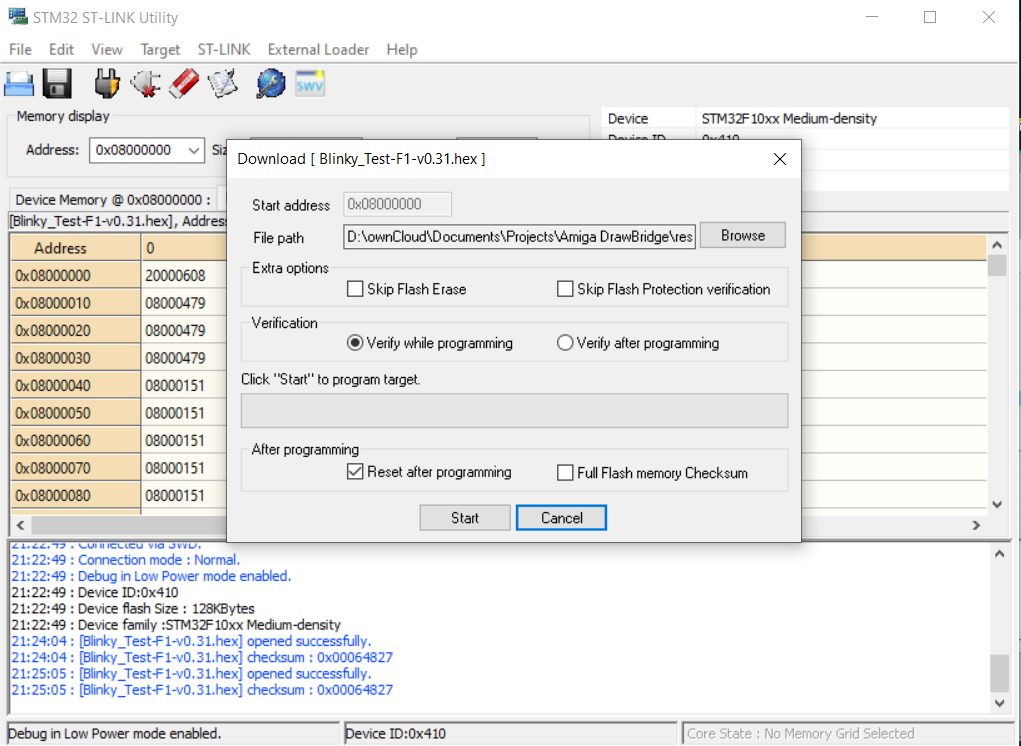 STM32 ST-LINK Utility
File Edit View Target ST-LINK External Loader Help
SWV
Memory display
Address: 0x08000000
Device STM32F10xx Medium-density
Device ID 0x410
Download [ Blinky_Test-F1-v0.31.hex ]
Start address 0x08000000
File path D:\ownCloud\Documents\Projects\Amiga DrawBridge\res Browse
Extra options
Skip Flash Erase Skip Flash Protection verification
Verification
Verify while programming Verify after programming
Click "Start" to program target.
After programming
Reset after programming Full Flash memory Checksum
Start Cancel
Device Memory @ 0x08000000 :
[Blinky_Test-F1-v0.31.hex], Address
Address 0
0x08000000 20000608
0x08000010 08000479
0x08000020 08000479
0x08000030 08000479
0x08000040 08000151
0x08000050 08000151
0x08000060 08000151
0x08000070 08000151
0x08000080 08000151
21:22:49 : Connected via SWD.
21:22:49 : Connection mode : Normal.
21:22:49 : Debug in Low Power mode enabled.
21:22:49 : Device ID:0x410
21:22:49 : Device flash Size : 128KBytes
21:22:49 : Device family :STM32F10xx Medium-density
21:24:04 : [Blinky_Test-F1-v0.31.hex] opened successfully.
21:24:04 : [Blinky_Test-F1-v0.31.hex] checksum : 0x00064827
21:25:05 : [Blinky_Test-F1-v0.31.hex] opened successfully.
21:25:05 : [Blinky_Test-F1-v0.31.hex] checksum : 0x00064827
Debug in Low Power mode enabled. Device ID:0x410 Core State : No Memory Grid Selected